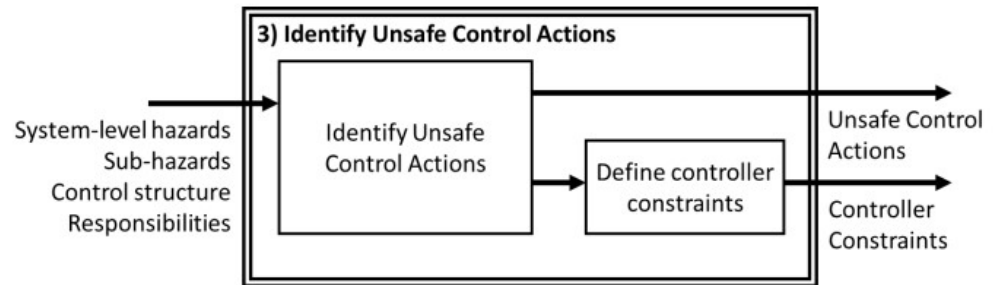 3) Identify Unsafe Control Actions
System-level hazards
Sub-hazards
Control structure
Responsibilities
Identify Unsafe
Control Actions
Define controller
constraints
Unsafe Control
Actions
Controller
Constraints